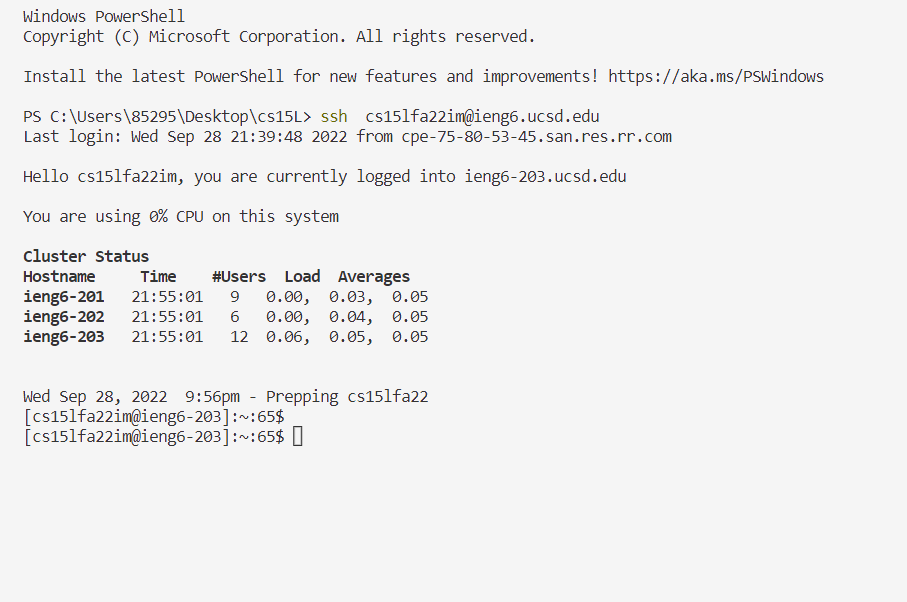 Windows PowerShell
Copyright (C) Microsoft Corporation. All rights reserved.
Install the latest PowerShell for new features and improvements! https://aka.ms/PSWindows
PS C:\Users\85295\Desktop\cs15L> ssh  cs15lfa22im@ieng6.ucsd.edu
Last login: Wed Sep 28 21:39:48 2022 from cpe-75-80-53-45.san.res.rr.com
Hello cs15lfa22im, you are currently logged into ieng6-203.ucsd.edu
You are using 0% CPU on this system
Cluster Status
Hostname     Time    #Users  Load  Averages
ieng6-201   21:55:01   9   0.00,  0.03,  0.05
ieng6-202   21:55:01   6   0.00,  0.04,  0.05
ieng6-203   21:55:01   12  0.06,  0.05,  0.05
Wed Sep 28, 2022  9:56pm - Prepping cs15lfa22
[cs15lfa22im@ieng6-203]:~:65$
[cs15lfa22im@ieng6-203]:~:65$